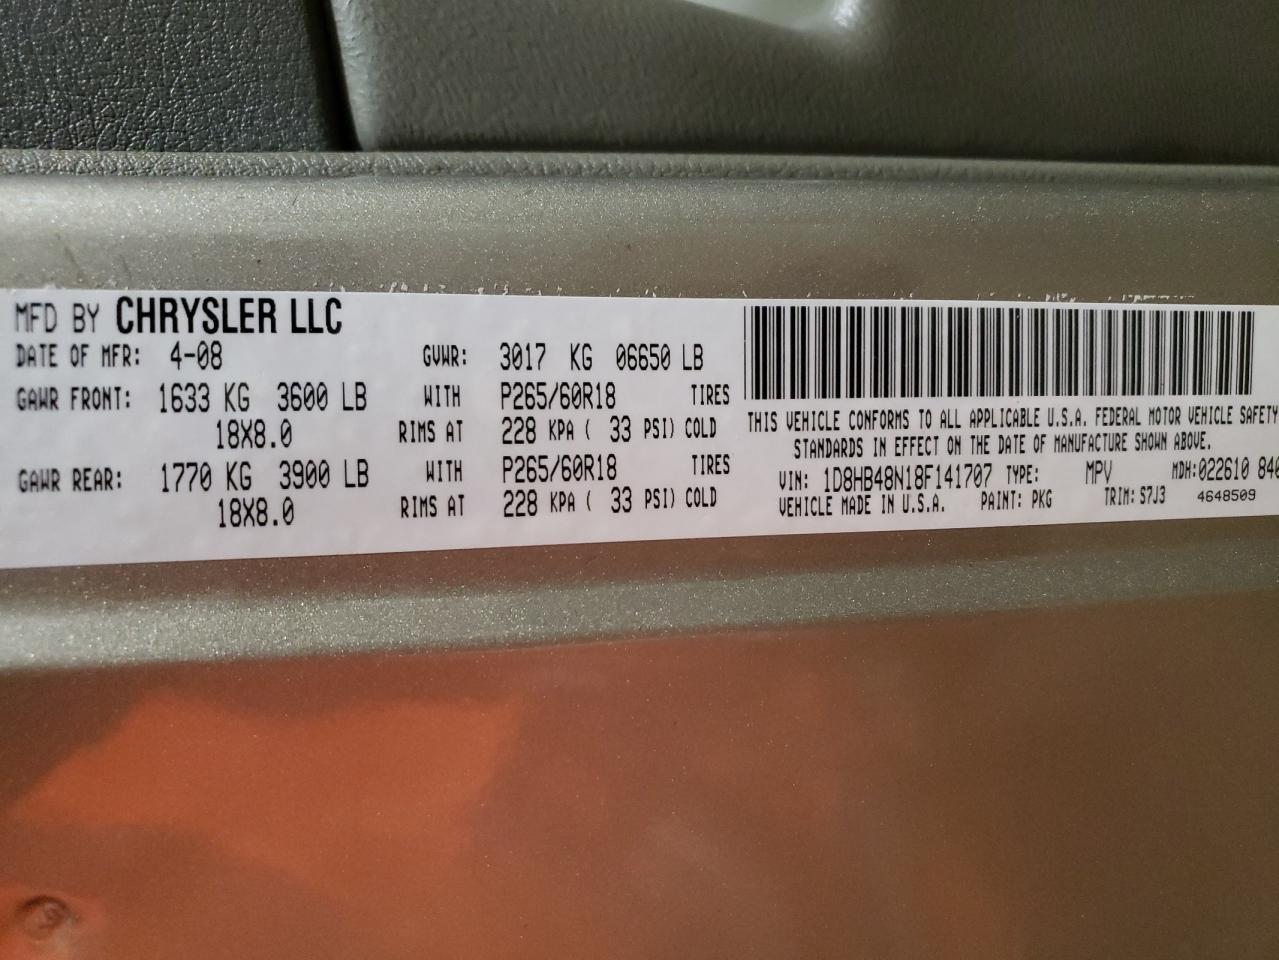 MFD BY CHRYSLER LLC
DATE OF MFR: 4-08 GVWR: 3017 KG 06650 LB
GAWR FRONT: 1633 KG 3600 LB WITH P265/60R18 TIRES
18X8.0 RIMS AT 228 KPA ( 33 PSI) COLD
GAWR REAR: 1770 KG 3900 LB WITH P265/60R18 TIRES
18X8.0 RIMS AT 228 KPA ( 33 PSI) COLD
THIS VEHICLE CONFORMS TO ALL APPLICABLE U.S.A. FEDERAL MOTOR VEHICLE SAFETY
STANDARDS IN EFFECT ON THE DATE OF MANUFACTURE SHOWN ABOVE.
VIN: 1D8HB48N18F141707 TYPE: MPV MDH:022610 840
VEHICLE MADE IN U.S.A. PAINT: PKG TRIM: S7J3 4648509